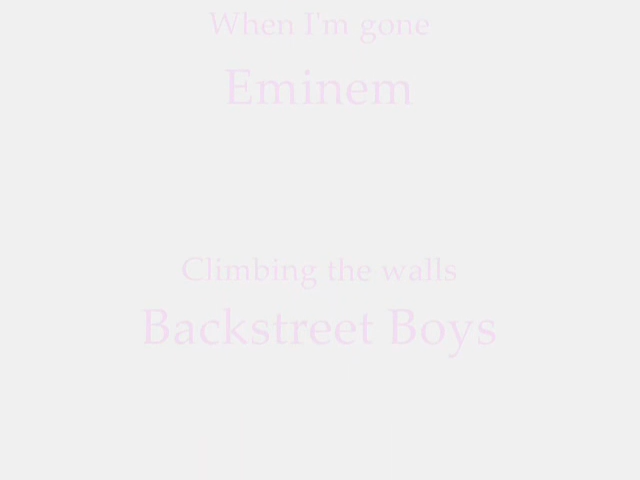 When I'm gone
Eminem
Climbing the walls
Backstreet Boys